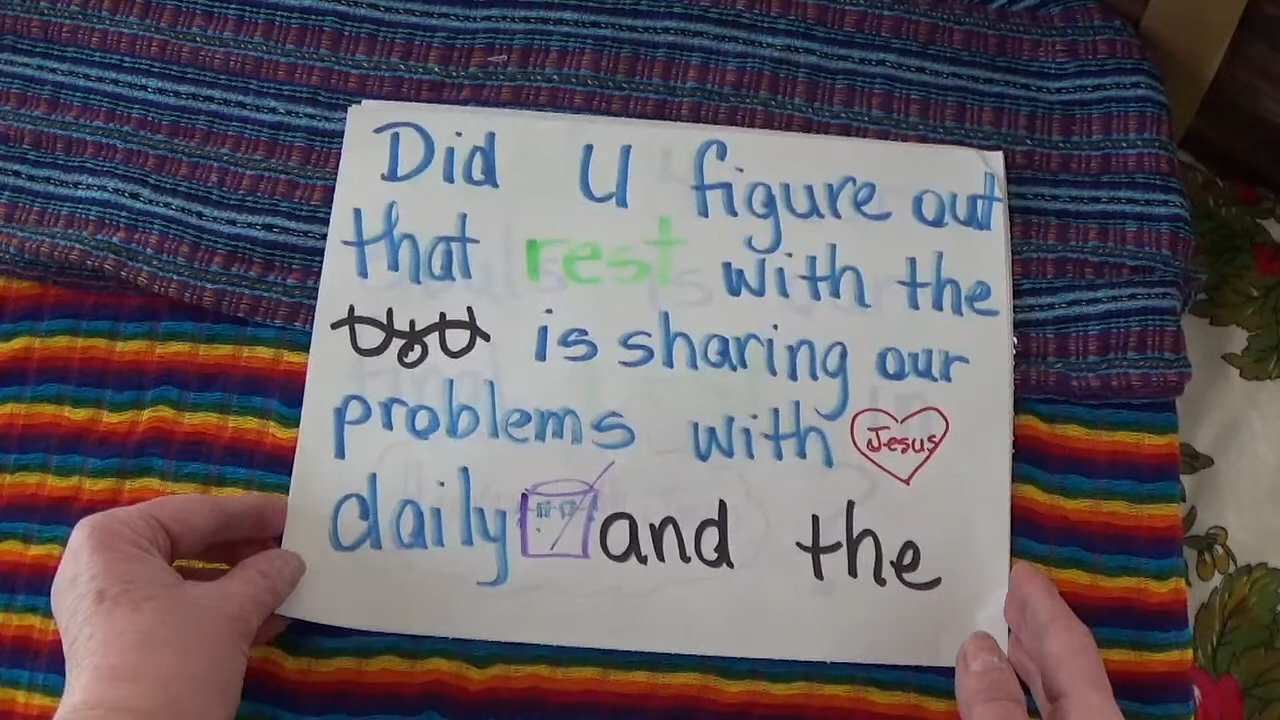 Did U figure out
that rest with the
is sharing our
problems with Jesus
daily and the